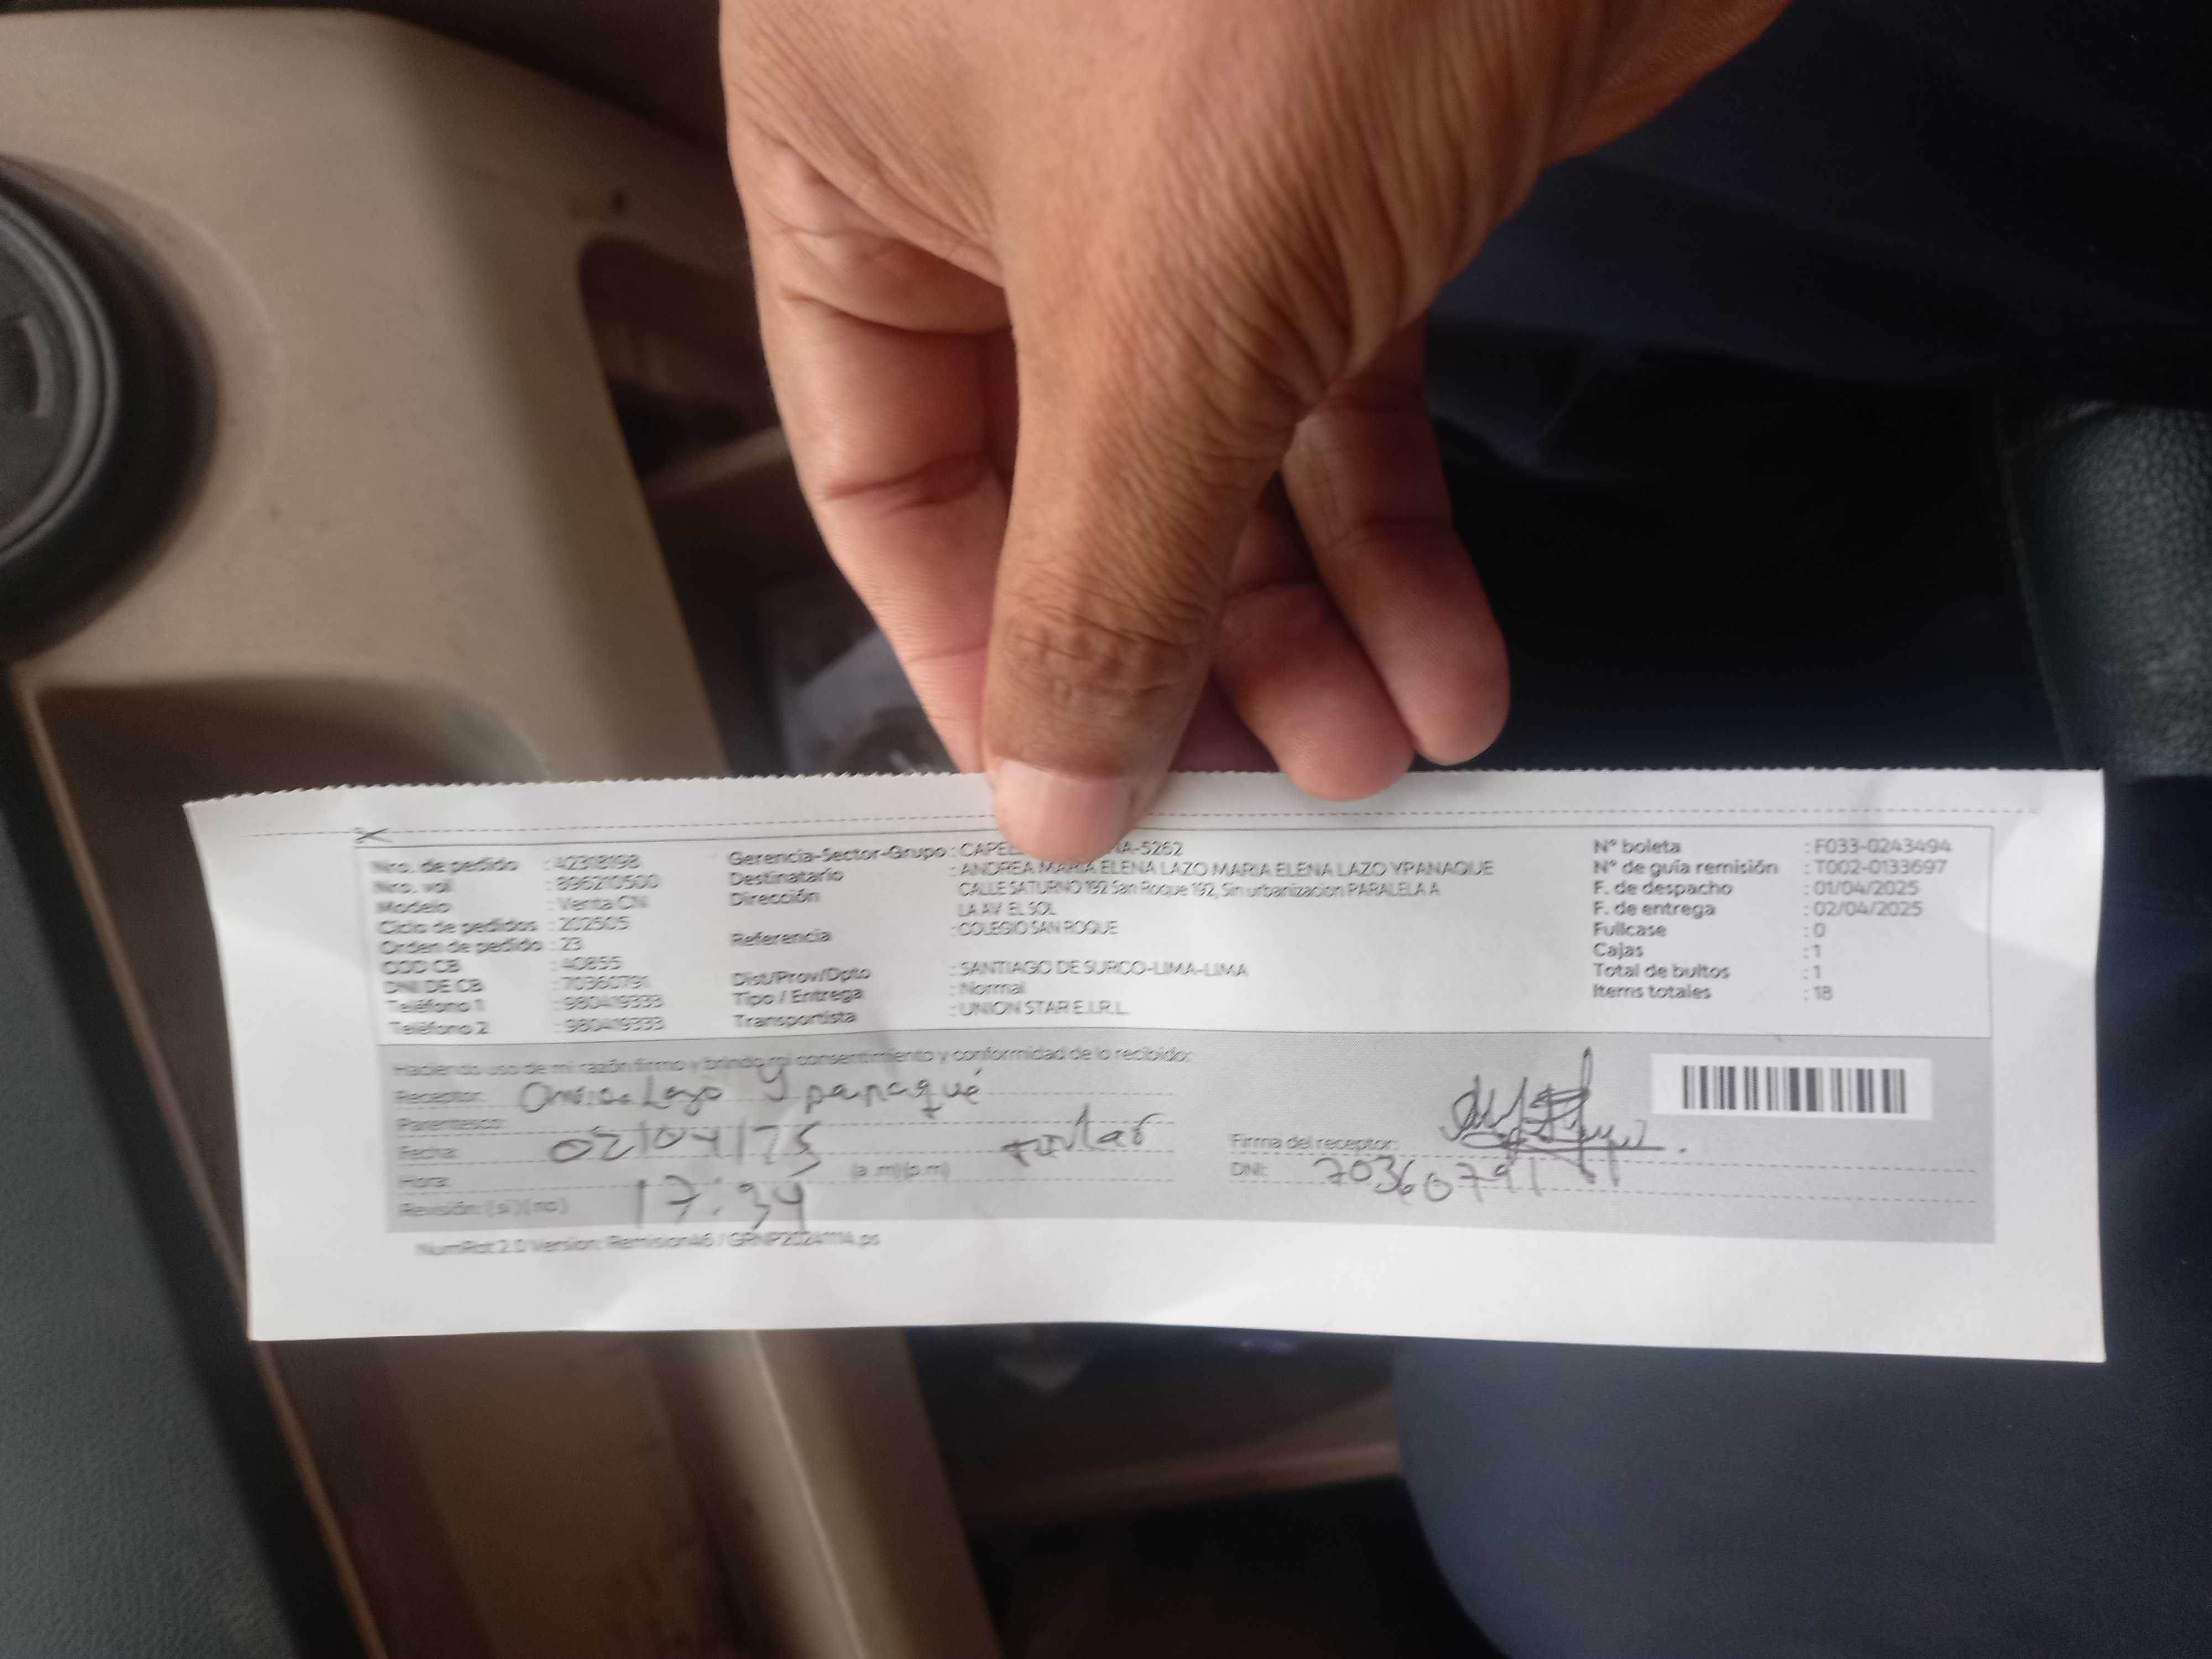 Nro. de pedido : 42318198
Nro. vol : 896210500
Modelo : Venta CN
Ciclo de pedidos : 202505
Orden de pedido : 23
COD CB : 40855
DNI DE CB : 70360791
Teléfono 1 : 980419333
Teléfono 2 : 980419333
Gerencia-Sector-Grupo : -5262
Destinatario : ANDREA MARIA ELENA LAZO MARIA ELENA LAZO YPANAQUE
Dirección : CALLE SATURNO 192 San Roque 192, Sin urbanizacion PARALELA A
LA AV EL SOL
Referencia : COLEGIO SAN ROQUE
Dist/Prov/Dpto : SANTIAGO DE SURCO-LIMA-LIMA
Tipo / Entrega : Normal
Transportista : UNION STAR E.I.R.L.
N° boleta : F033-0243494
N° de guía remisión : T002-0133697
F. de despacho : 01/04/2025
F. de entrega : 02/04/2025
Fullcase : 0
Cajas : 1
Total de bultos : 1
Items totales : 18
Haciendo uso de mi razón firmo y brindo mi consentimiento y conformidad de lo recibido:
Receptor: Lazo Ypanaqué
Parentesco: titular
Fecha: 02/04/25
Hora: 17:34 (a .m) (p.m)
Revisión: ( si ) ( no )
Firma del receptor:
DNI: 70360791
NumRot 2.0 Version: Remision46 / GRNP20241114.ps